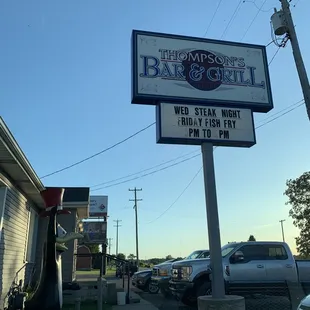 THOMPSON'S
BAR & GRILL
WED STEAK NIGHT
FRIDAY FISH FRY
PM TO PM